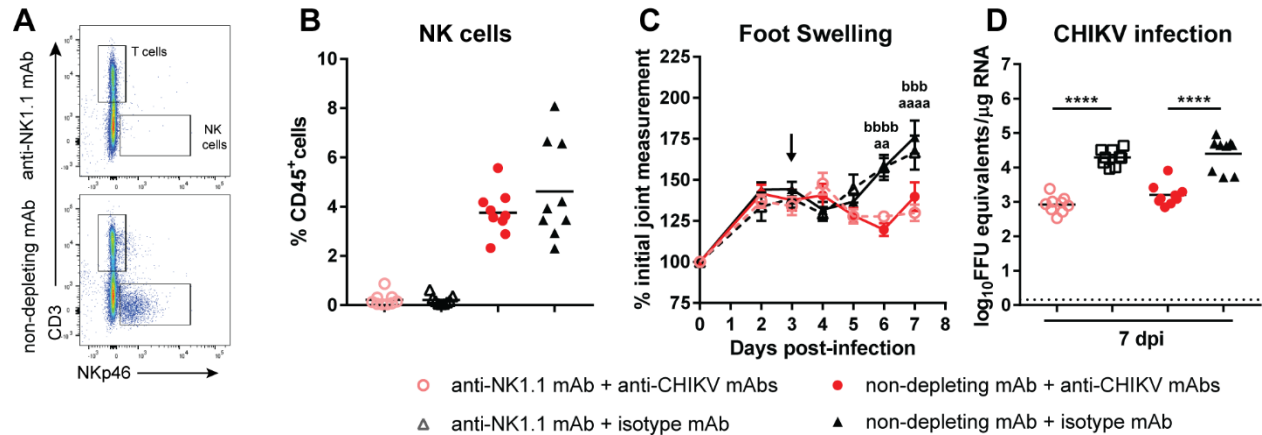 A
anti-NK1.1 mAb
T cells
NK
cells
non-depleting mAb
CD3
NKp46
B
NK cells
% CD45+cells
10
8
6
4
2
0
C
Foot Swelling
% initial joint measurement
200
175
150
125
100
75
bbb
aaaa
bbbb
aa
0 1 2 3 4 5 6 7 8
Days post-infection
D
CHIKV infection
log10FFU equivalents/µg RNA
7
6
5
4
3
2
1
0
**** ****
7 dpi
anti-NK1.1 mAb + anti-CHIKV mAbs
non-depleting mAb + anti-CHIKV mAbs
anti-NK1.1 mAb + isotype mAb
non-depleting mAb + isotype mAb